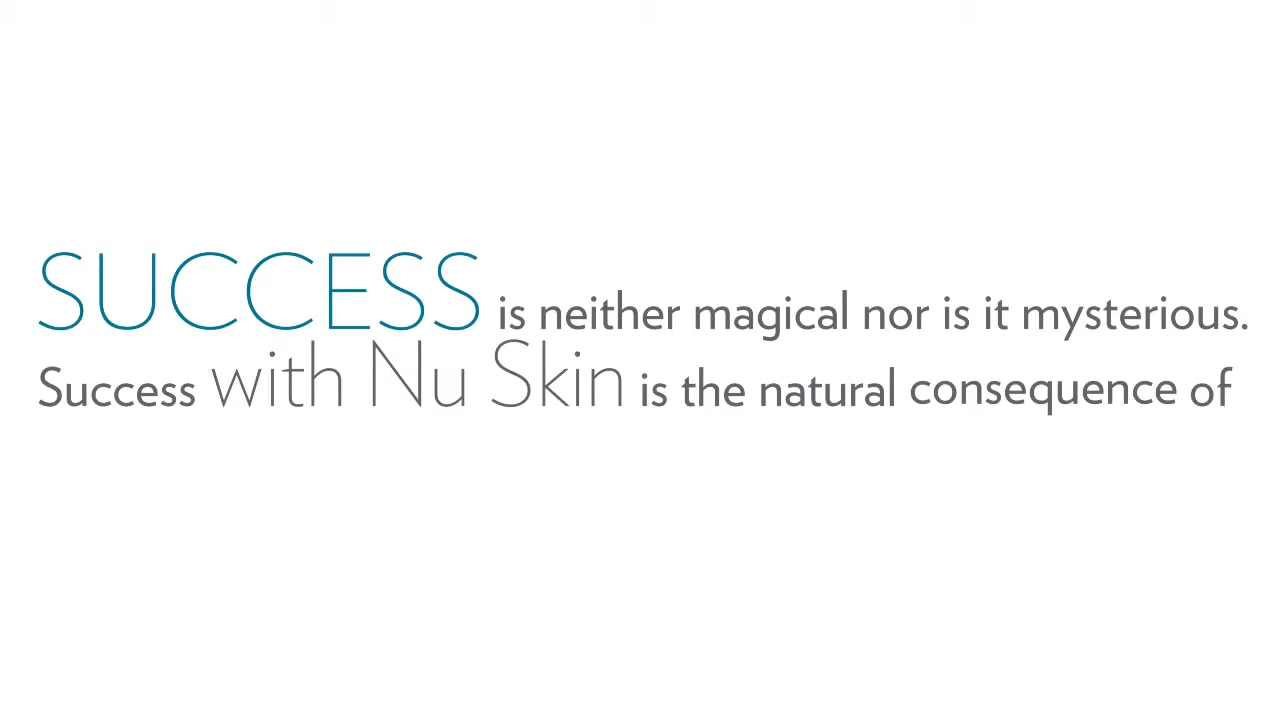 SUCCESS is neither magical nor is it mysterious.
Success with Nu Skin is the natural consequence of